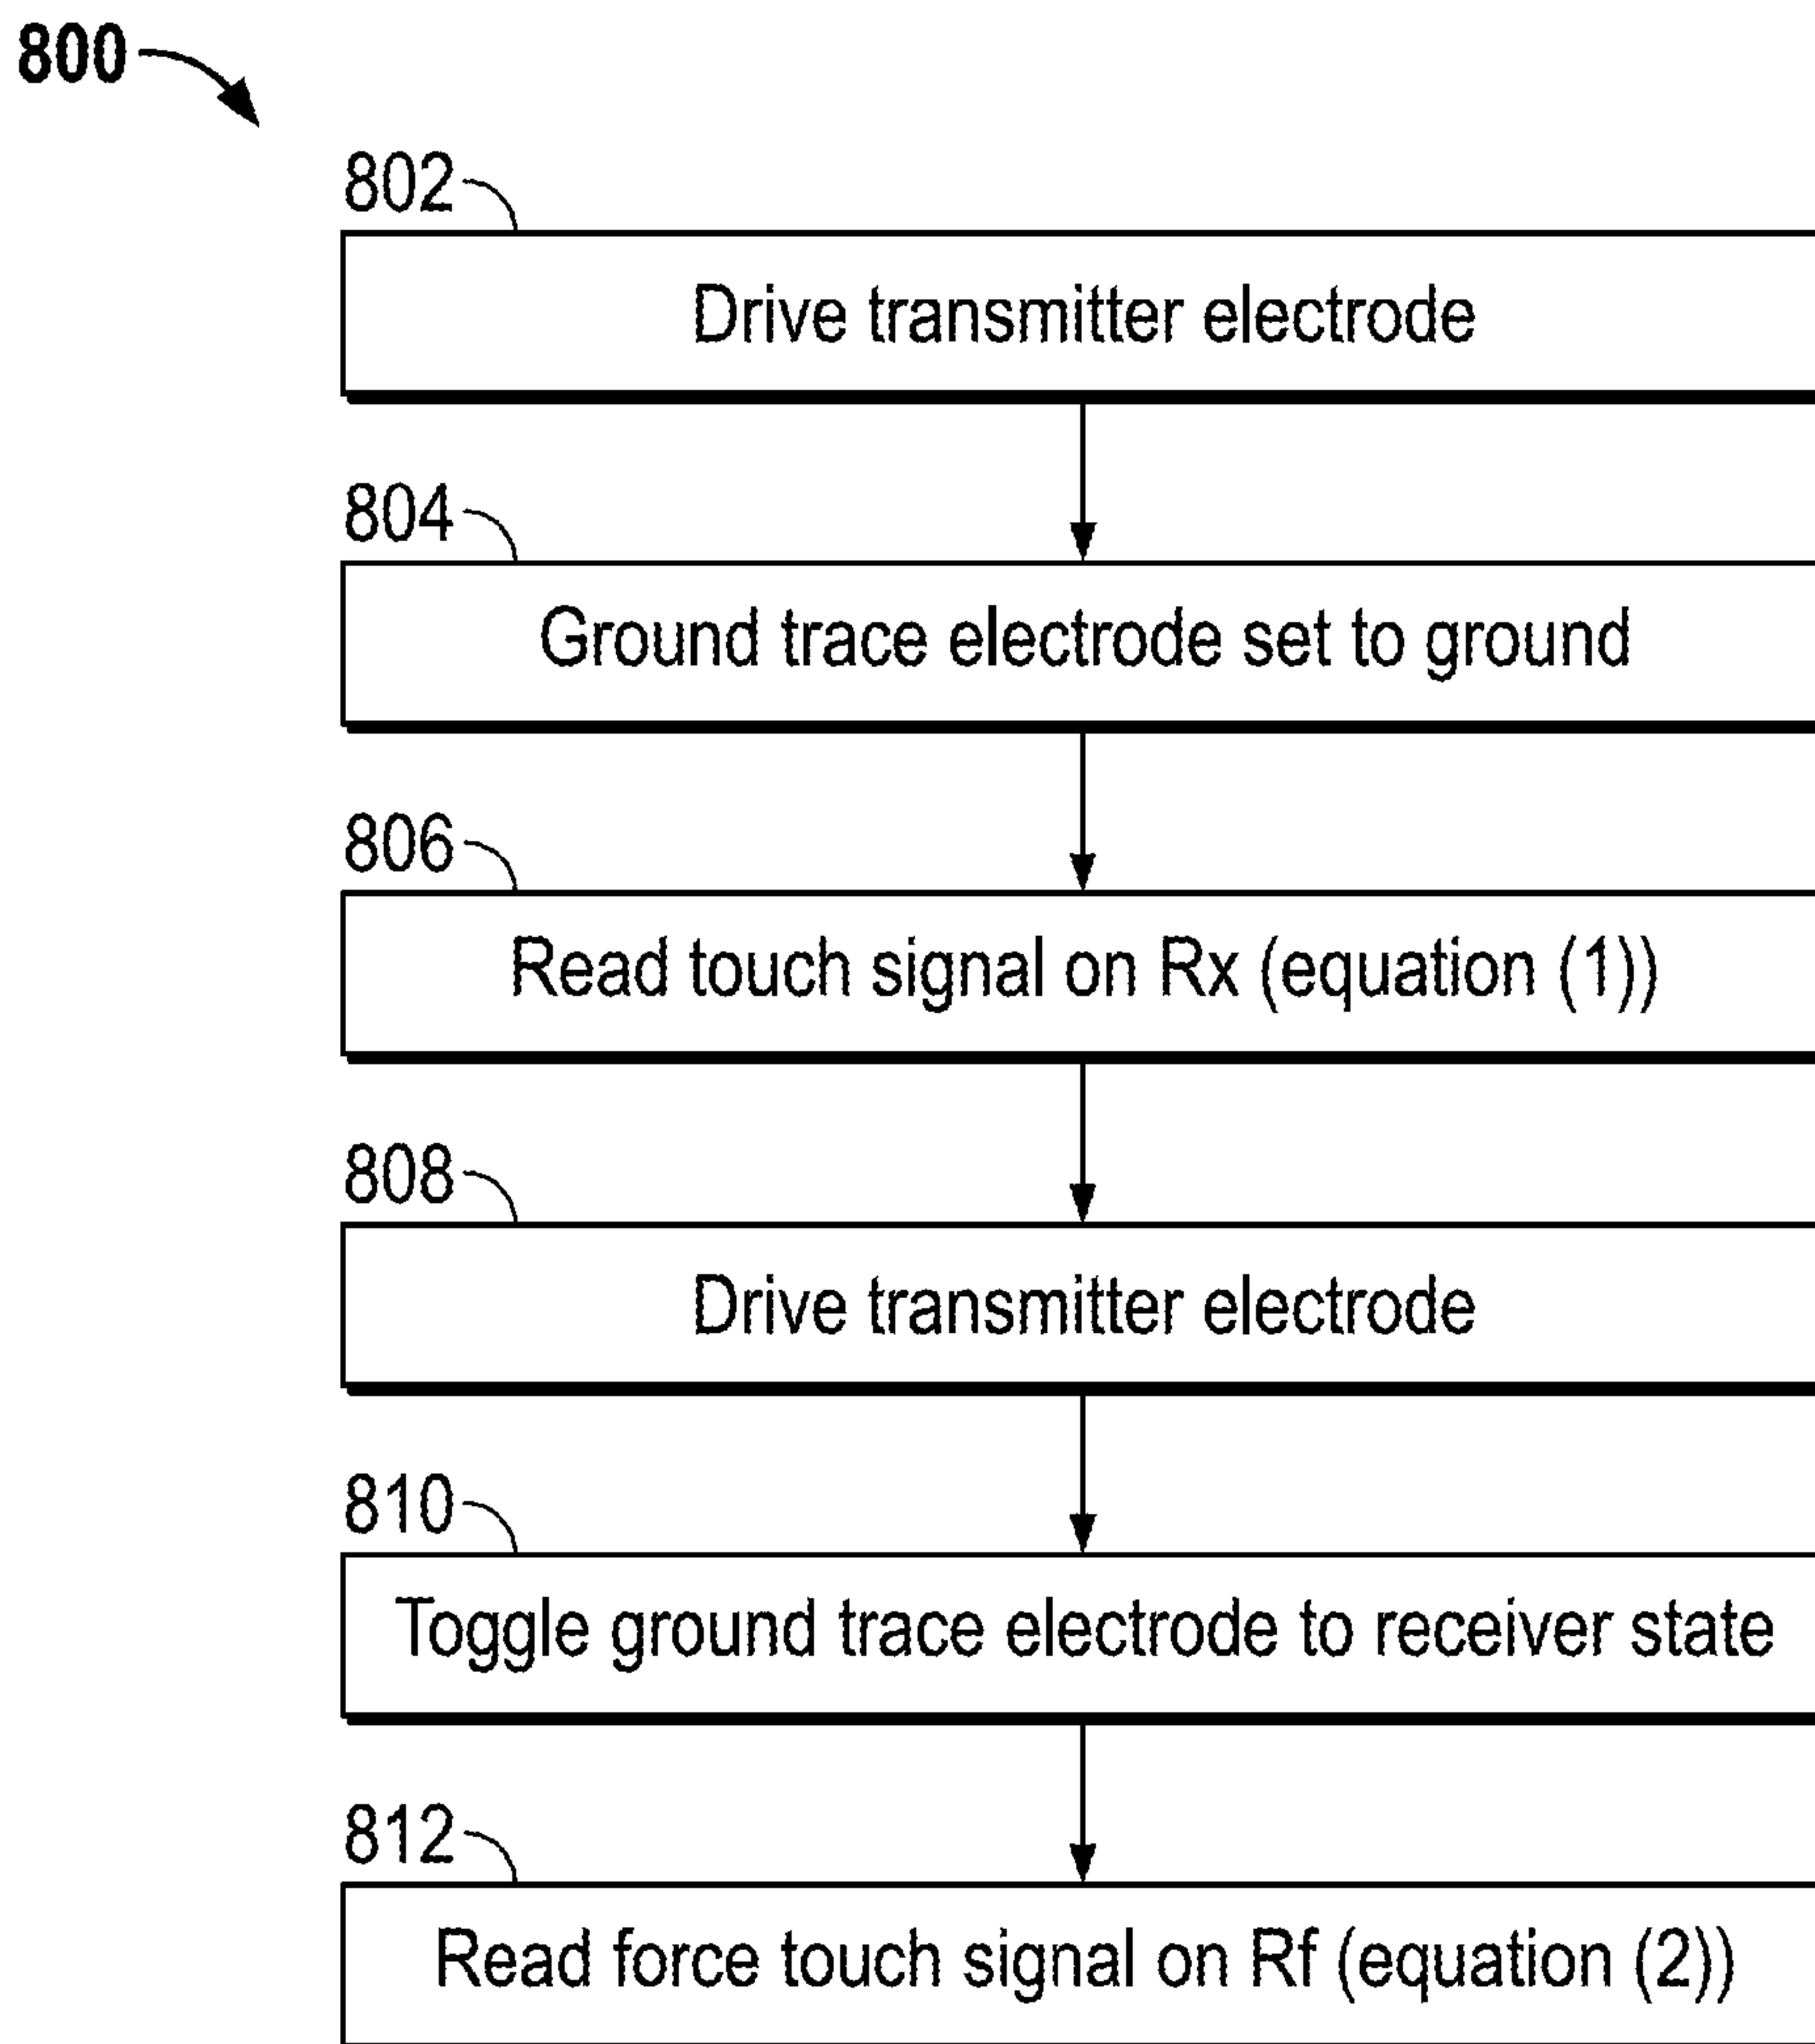 800
802
Drive transmitter electrode
804
Ground trace electrode set to ground
806
Read touch signal on Rx (equation (1))
808
Drive transmitter electrode
810
Toggle ground trace electrode to receiver state
812
Read force touch signal on Rf (equation (2))